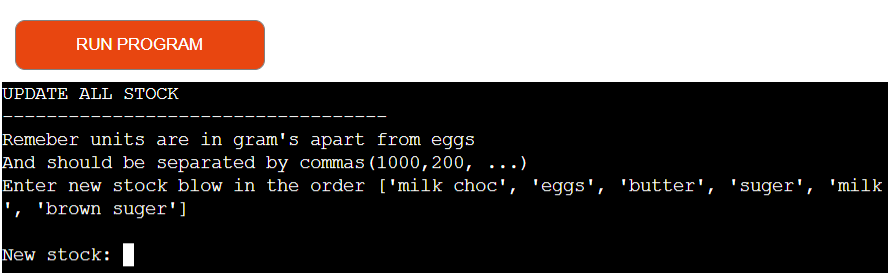 RUN PROGRAM
UPDATE ALL STOCK
-----------------------------------
Remeber units are in gram's apart from eggs
And should be separated by commas(1000,200, ...)
Enter new stock blow in the order ['milk choc', 'eggs', 'butter', 'suger', 'milk
', 'brown suger']
New stock: